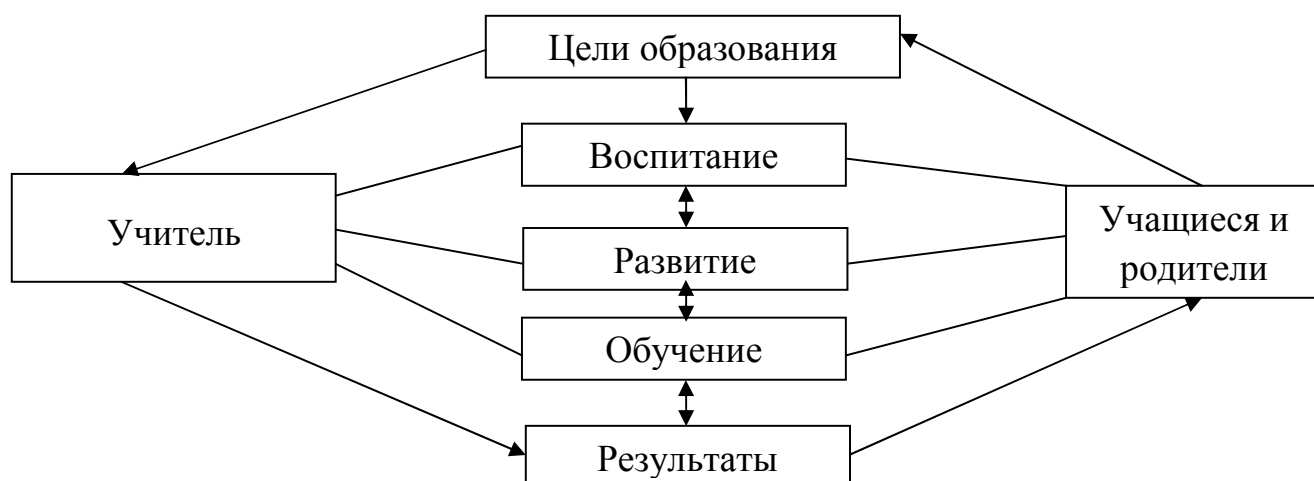 Цели образования
Воспитание
Учитель
Учащиеся и
родители
Развитие
Обучение
Результаты